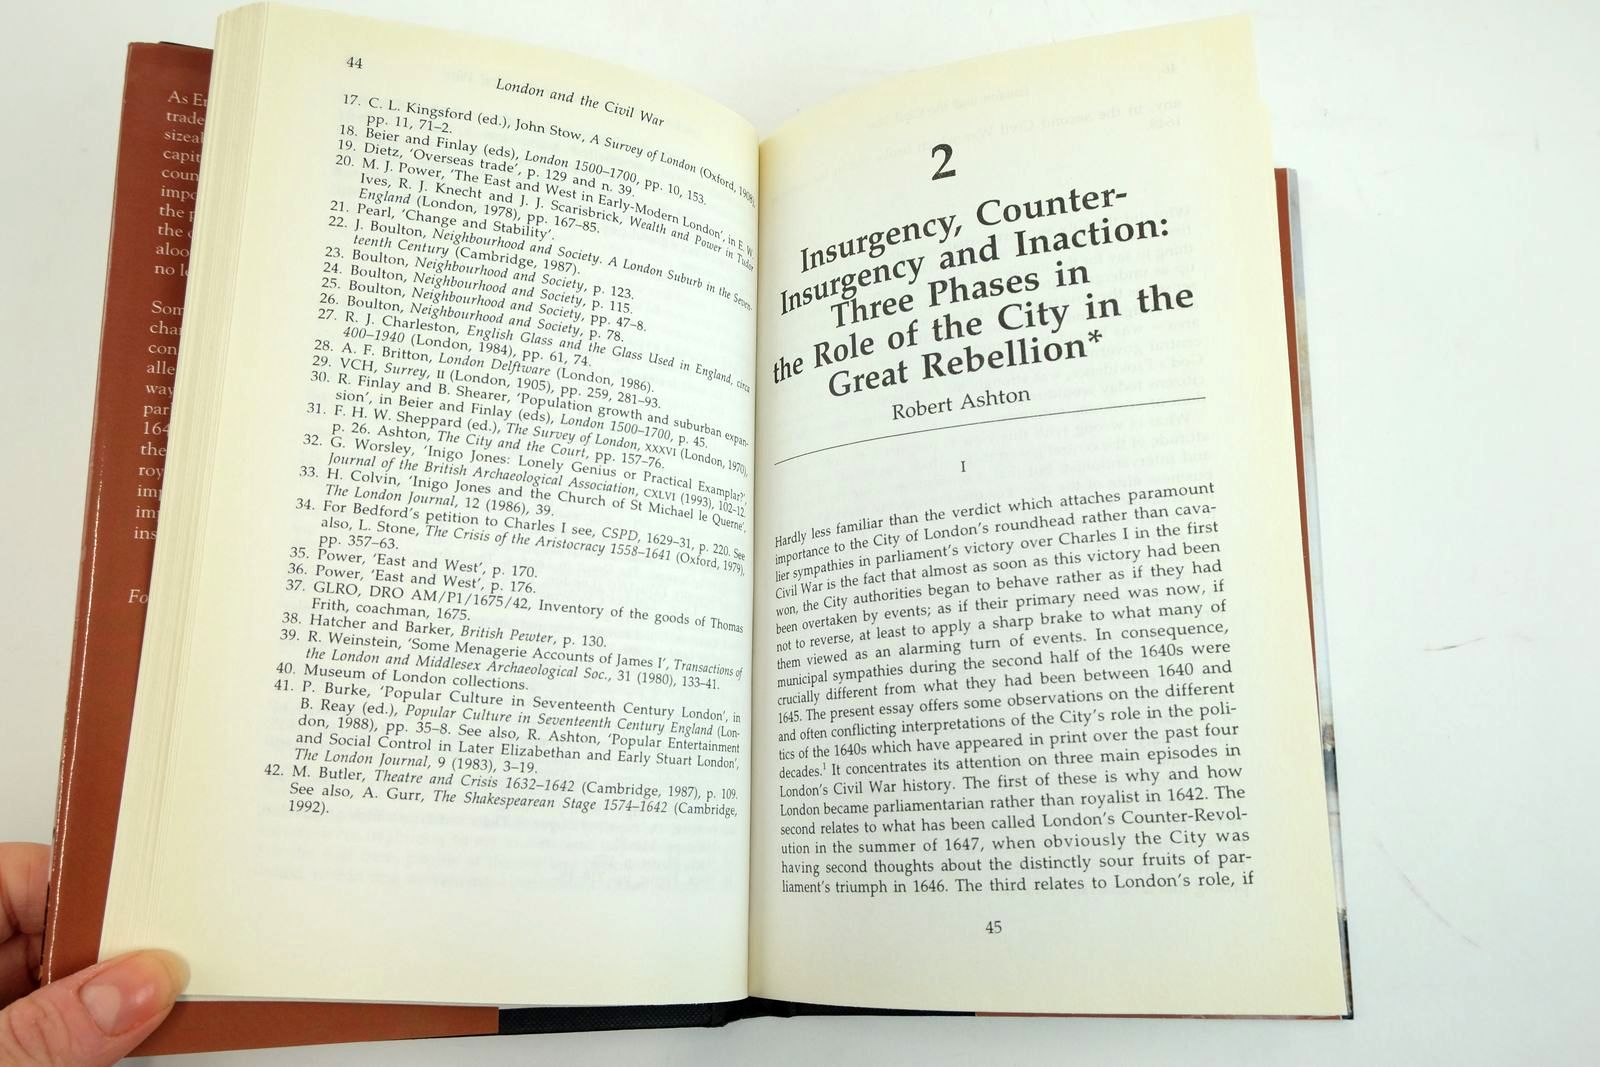 As
trade
sizeal
capit
coun
impo
the p
the
aloo
no le
Som
char
con
alle
way
parl
164
the
roy
imp
im
ins
Fo
44
London and the Civil War
17. C. L. Kingsford (ed.), John Stow, A Survey of London (Oxford, 1908),
pp. 11, 71–2.
18. Beier and Finlay (eds), London 1500–1700, pp. 10, 153.
19. Dietz, ‘Overseas trade’, p. 129 and n. 39.
20. M. J. Power, ‘The East and West in Early-Modern London’, in E. W.
Ives, R. J. Knecht and J. J. Scarisbrick, Wealth and Power in Tudor
England (London, 1978), pp. 167–85.
21. Pearl, ‘Change and Stability’.
22. J. Boulton, Neighbourhood and Society. A London Suburb in the Seven-
teenth Century (Cambridge, 1987).
23. Boulton, Neighbourhood and Society, p. 123.
24. Boulton, Neighbourhood and Society, p. 115.
25. Boulton, Neighbourhood and Society, pp. 47–8.
26. Boulton, Neighbourhood and Society, p. 78.
27. R. J. Charleston, English Glass and the Glass Used in England, circa
400–1940 (London, 1984), pp. 61, 74.
28. A. F. Britton, London Delftware (London, 1986).
29. VCH, Surrey, II (London, 1905), pp. 259, 281–93.
30. R. Finlay and B. Shearer, ‘Population growth and suburban expan-
sion’, in Beier and Finlay (eds), London 1500–1700, p. 45.
31. F. H. W. Sheppard (ed.), The Survey of London, XXXVI (London, 1970),
p. 26. Ashton, The City and the Court, pp. 157–76.
32. G. Worsley, ‘Inigo Jones: Lonely Genius or Practical Examplar?’,
Journal of the British Archaeological Association, CXLVI (1993), 102–12.
33. H. Colvin, ‘Inigo Jones and the Church of St Michael le Querne’,
The London Journal, 12 (1986), 39.
34. For Bedford’s petition to Charles I see, CSPD, 1629–31, p. 220. See
also, L. Stone, The Crisis of the Aristocracy 1558–1641 (Oxford, 1979),
pp. 357–63.
35. Power, ‘East and West’, p. 170.
36. Power, ‘East and West’, p. 176.
37. GLRO, DRO AM/P1/1675/42, Inventory of the goods of Thomas
Frith, coachman, 1675.
38. Hatcher and Barker, British Pewter, p. 130.
39. R. Weinstein, ‘Some Menagerie Accounts of James I’, Transactions of
the London and Middlesex Archaeological Soc., 31 (1980), 133–41.
40. Museum of London collections.
41. P. Burke, ‘Popular Culture in Seventeenth Century London’, in
B. Reay (ed.), Popular Culture in Seventeenth Century England (Lon-
don, 1988), pp. 35–8. See also, R. Ashton, ‘Popular Entertainment
and Social Control in Later Elizabethan and Early Stuart London’,
The London Journal, 9 (1983), 3–19.
42. M. Butler, Theatre and Crisis 1632–1642 (Cambridge, 1987), p. 109.
See also, A. Gurr, The Shakespearean Stage 1574–1642 (Cambridge,
1992).
2
Insurgency, Counter-
Insurgency and Inaction:
Three Phases in
the Role of the City in the
Great Rebellion*
Robert Ashton
I
Hardly less familiar than the verdict which attaches paramount
importance to the City of London’s roundhead rather than cava-
lier sympathies in parliament’s victory over Charles I in the first
Civil War is the fact that almost as soon as this victory had been
won, the City authorities began to behave rather as if they had
been overtaken by events; as if their primary need was now, if
not to reverse, at least to apply a sharp brake to what many of
them viewed as an alarming turn of events. In consequence,
municipal sympathies during the second half of the 1640s were
crucially different from what they had been between 1640 and
1645. The present essay offers some observations on the different
and often conflicting interpretations of the City’s role in the poli-
tics of the 1640s which have appeared in print over the past four
decades.¹ It concentrates its attention on three main episodes in
London’s Civil War history. The first of these is why and how
London became parliamentarian rather than royalist in 1642. The
second relates to what has been called London’s Counter-Revol-
ution in the summer of 1647, when obviously the City was
having second thoughts about the distinctly sour fruits of par-
liament’s triumph in 1646. The third relates to London’s role, if
45